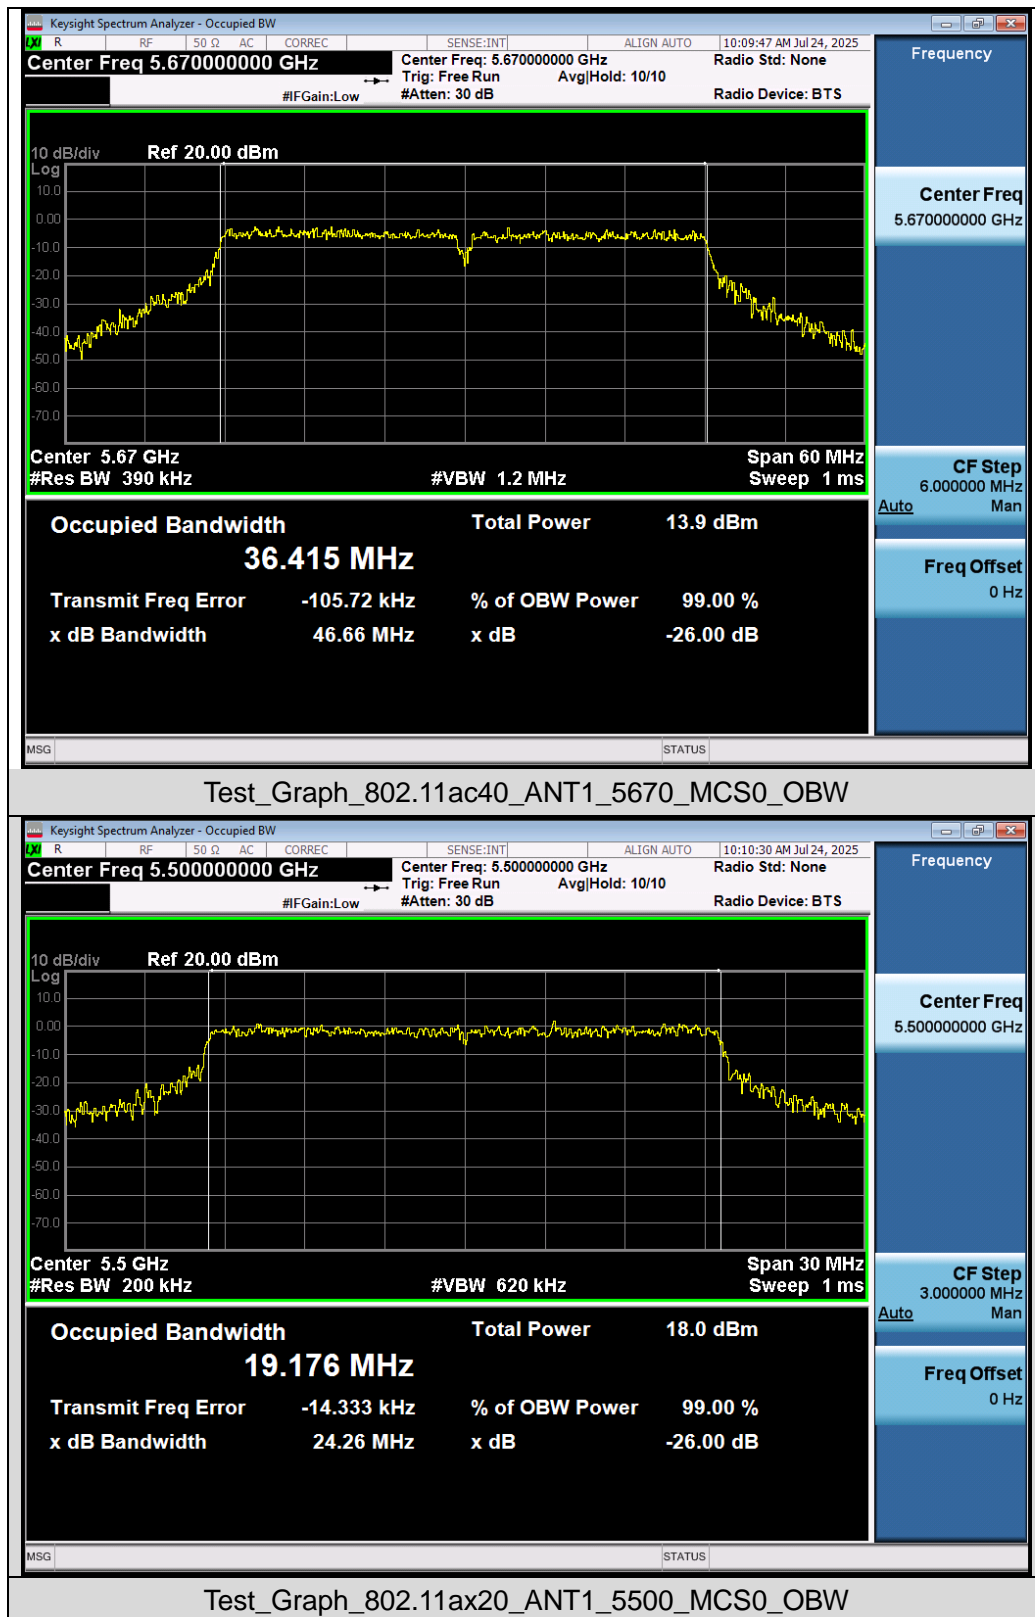 Keysight Spectrum Analyzer - Occupied BW
LXI R RF 50 Ω AC CORREC SENSE:INT ALIGN AUTO 10:09:47 AM Jul 24, 2025
Center Freq 5.670000000 GHz
Center Freq: 5.670000000 GHz
Radio Std: None
Trig: Free Run Avg|Hold: 10/10
#IFGain:Low
#Atten: 30 dB
Radio Device: BTS
10 dB/div Ref 20.00 dBm
Log
10.0
0.00
-10.0
-20.0
-30.0
-40.0
-50.0
-60.0
-70.0
Center 5.67 GHz Span 60 MHz
#Res BW 390 kHz #VBW 1.2 MHz Sweep 1 ms
Occupied Bandwidth Total Power 13.9 dBm
36.415 MHz
Transmit Freq Error -105.72 kHz % of OBW Power 99.00 %
x dB Bandwidth 46.66 MHz x dB -26.00 dB
MSG STATUS
Frequency
Center Freq
5.670000000 GHz
CF Step
6.000000 MHz
Auto Man
Freq Offset
0 Hz
Test_Graph_802.11ac40_ANT1_5670_MCS0_OBW
Keysight Spectrum Analyzer - Occupied BW
LXI R RF 50 Ω AC CORREC SENSE:INT ALIGN AUTO 10:10:30 AM Jul 24, 2025
Center Freq 5.500000000 GHz
Center Freq: 5.500000000 GHz
Radio Std: None
Trig: Free Run Avg|Hold: 10/10
#IFGain:Low
#Atten: 30 dB
Radio Device: BTS
10 dB/div Ref 20.00 dBm
Log
10.0
0.00
-10.0
-20.0
-30.0
-40.0
-50.0
-60.0
-70.0
Center 5.5 GHz Span 30 MHz
#Res BW 200 kHz #VBW 620 kHz Sweep 1 ms
Occupied Bandwidth Total Power 18.0 dBm
19.176 MHz
Transmit Freq Error -14.333 kHz % of OBW Power 99.00 %
x dB Bandwidth 24.26 MHz x dB -26.00 dB
MSG STATUS
Frequency
Center Freq
5.500000000 GHz
CF Step
3.000000 MHz
Auto Man
Freq Offset
0 Hz
Test_Graph_802.11ax20_ANT1_5500_MCS0_OBW